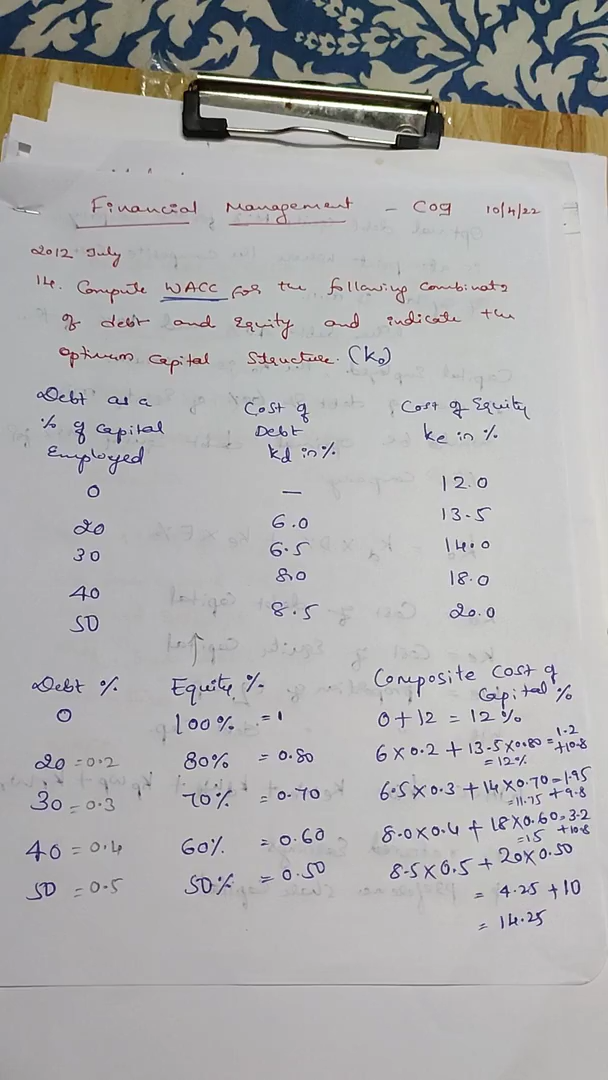 Financial Management - Cog 10/4/22
2012 July
14. Compute WACC for the following combinats
of debt and Equity and indicate the
optimum Capital Structure. (ko)
Debt as a % of Capital Employed
Cost of Debt kd in %
Cost of Equity ke in %
0 — 12.0
20 6.0 13.5
30 6.5 14.0
40 8.0 18.0
50 8.5 20.0
Debt % Equity % Composite Cost of Capital %
0 100% = 1 0 + 12 = 12%
20 = 0.2 80% = 0.80 6 x 0.2 + 13.5 x 0.80 = 1.2 + 10.8
= 12%
30 = 0.3 70% = 0.70 6.5 x 0.3 + 14 x 0.70 = 1.95 + 9.8
= 11.75
40 = 0.4 60% = 0.60 8.0 x 0.4 + 18 x 0.60 = 3.2 + 10.8
= 15
50 = 0.5 50% = 0.50 8.5 x 0.5 + 20 x 0.50
= 4.25 + 10
= 14.25